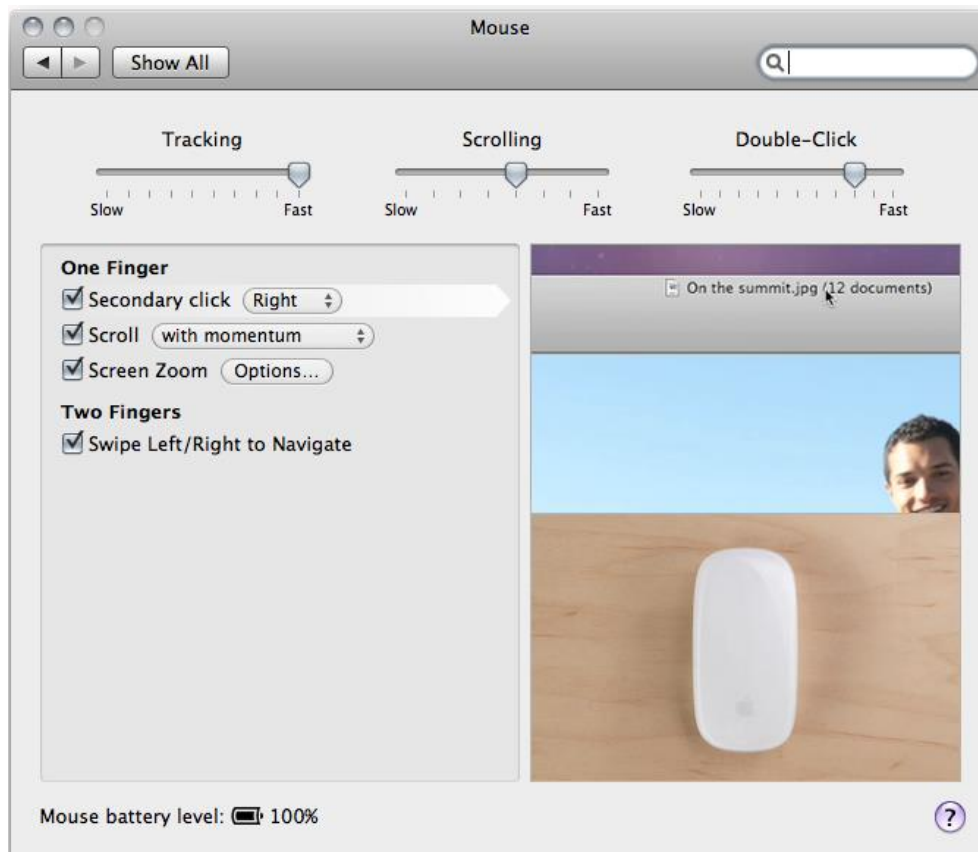 Mouse
Show All
Tracking Scrolling Double-Click
Slow Fast Slow Fast Slow Fast
One Finger
Secondary click Right
Scroll with momentum
Screen Zoom Options...
Two Fingers
Swipe Left/Right to Navigate
On the summit.jpg (12 documents)
Mouse battery level: 100%
?